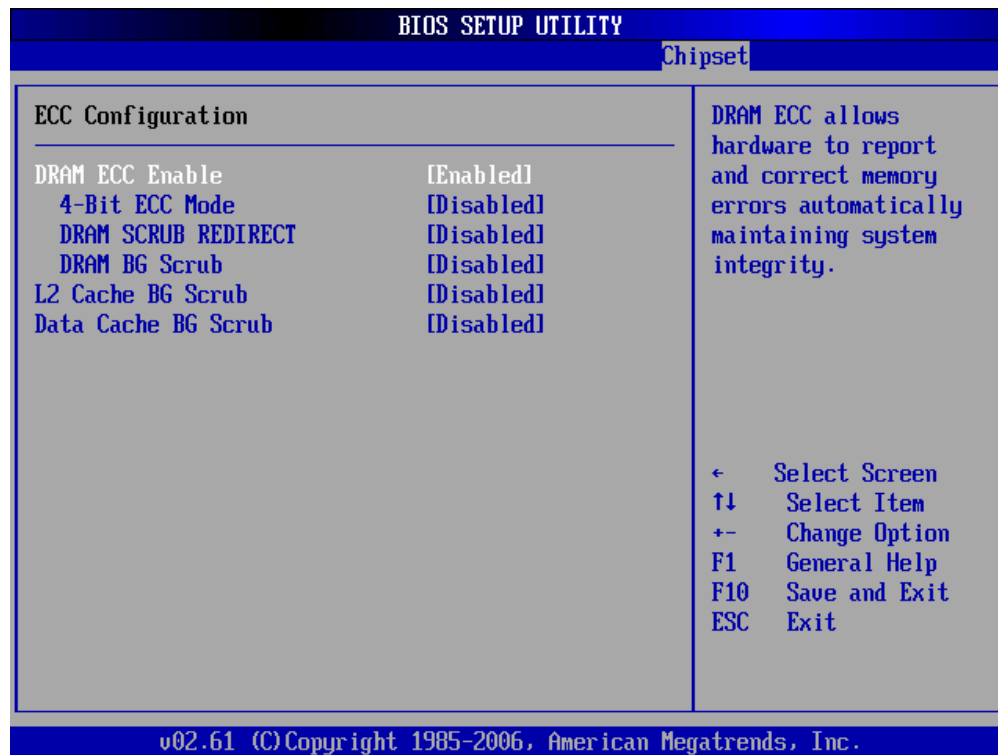 BIOS SETUP UTILITY
Chipset
ECC Configuration
DRAM ECC Enable [Enabled]
4-Bit ECC Mode [Disabled]
DRAM SCRUB REDIRECT [Disabled]
DRAM BG Scrub [Disabled]
L2 Cache BG Scrub [Disabled]
Data Cache BG Scrub [Disabled]
DRAM ECC allows
hardware to report
and correct memory
errors automatically
maintaining system
integrity.
← Select Screen
↑↓ Select Item
+- Change Option
F1 General Help
F10 Save and Exit
ESC Exit
v02.61 (C)Copyright 1985-2006, American Megatrends, Inc.